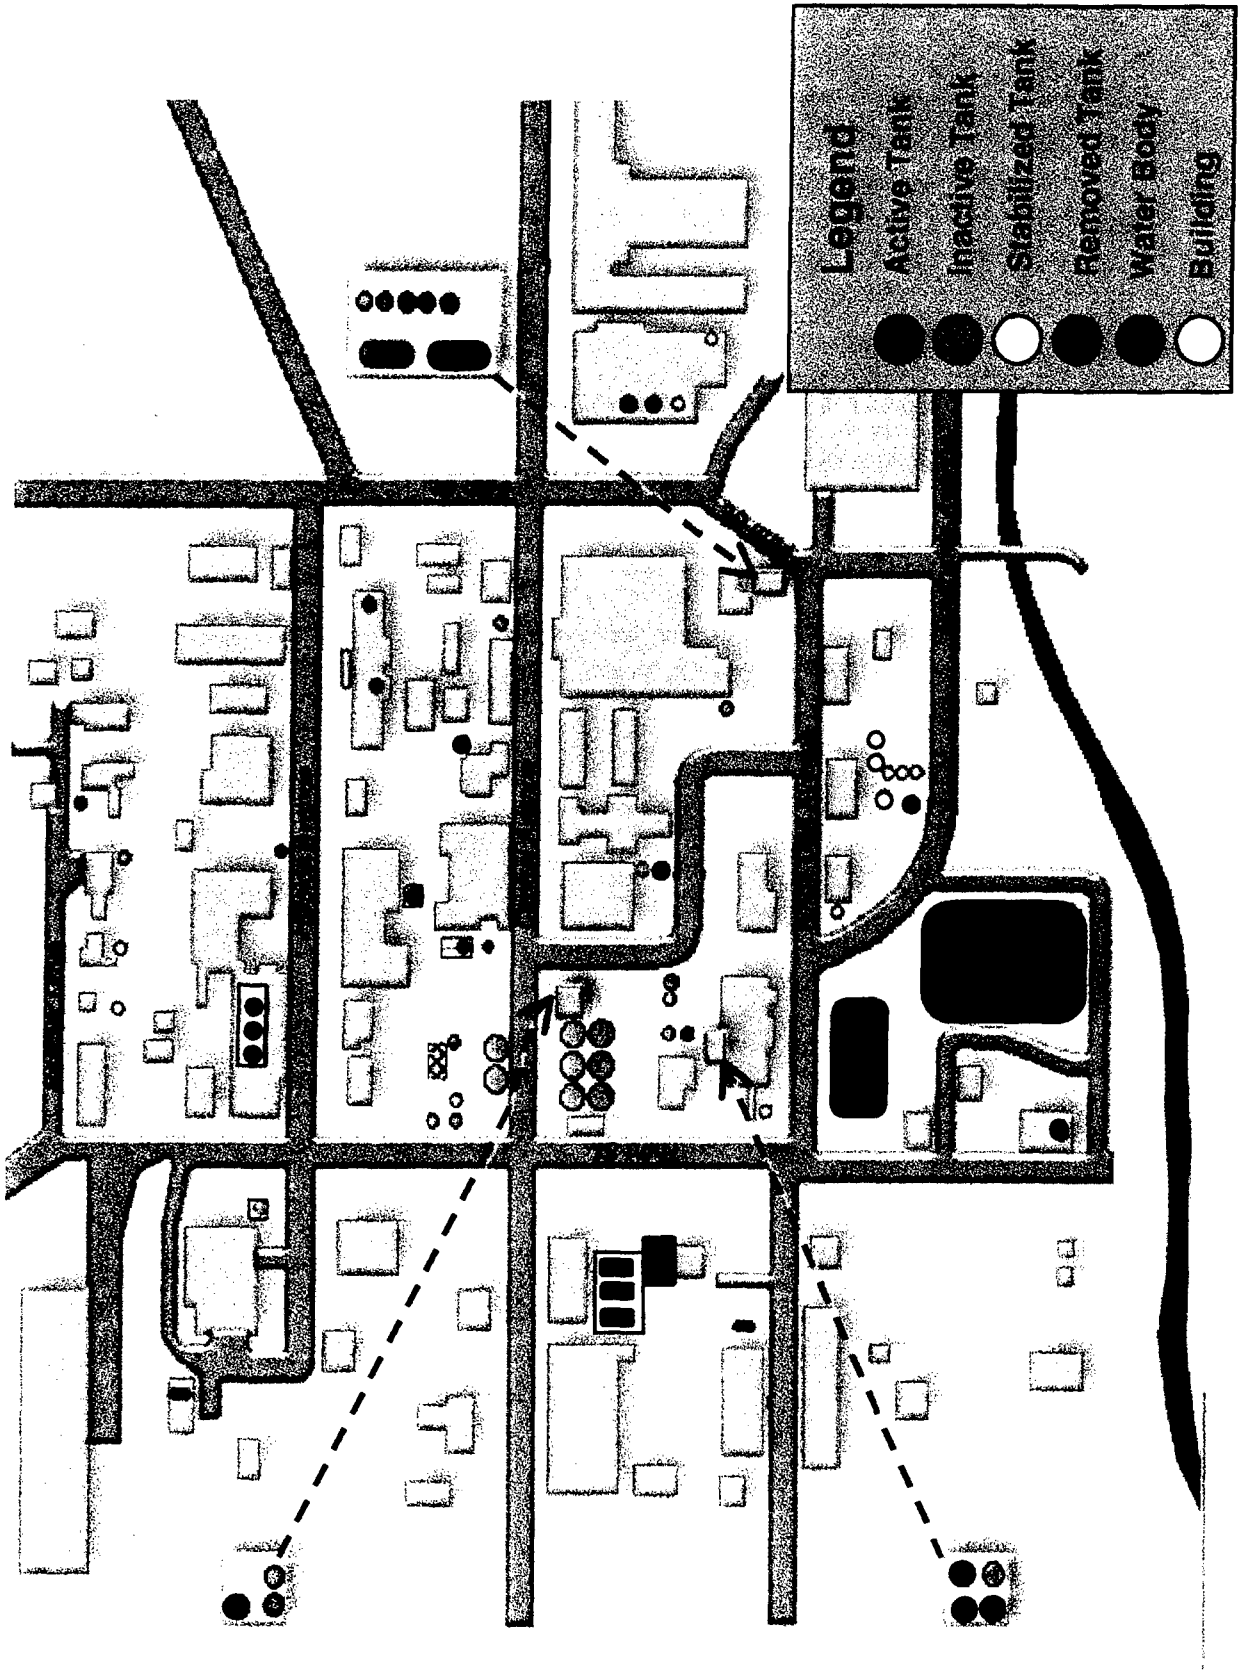 Legend
Active Tank
Inactive Tank
Stabilized Tank
Removed Tank
Water Body
Building